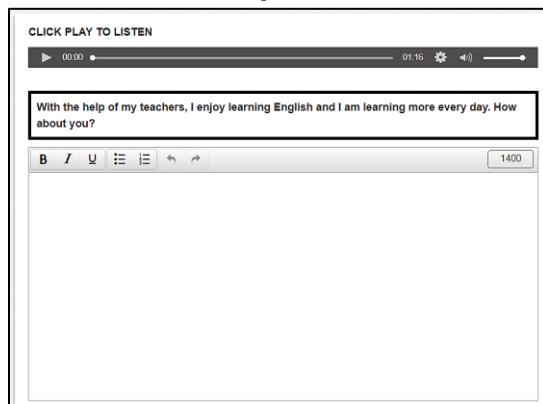 CLICK PLAY TO LISTEN
00:00 01:16
With the help of my teachers, I enjoy learning English and I am learning more every day. How
about you?
B I U 1400